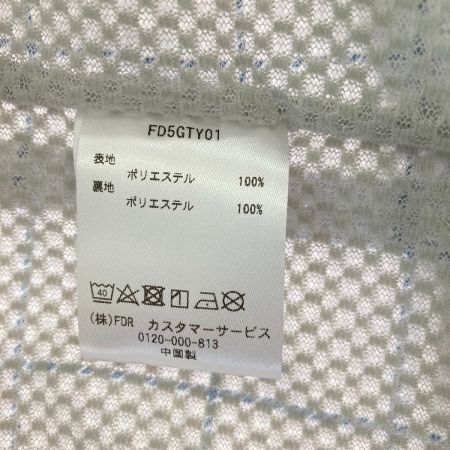 FD5GTY01
表地
ポリエステル 100%
裏地
ポリエステル 100%
40
(株)FDR カスタマーサービス
0120-000-813
中国製